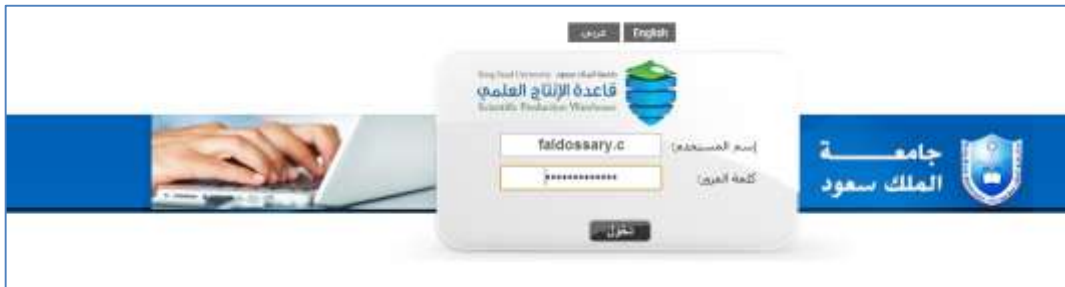 عربي English
King Saud University جامعة الملك سعود
قاعدة الإنتاج العلمي
Scientific Production Warehouse
إسم المستخدم: faldossary.c
كلمة المرور: •••••••••••••
دخول
جامعة
الملك سعود